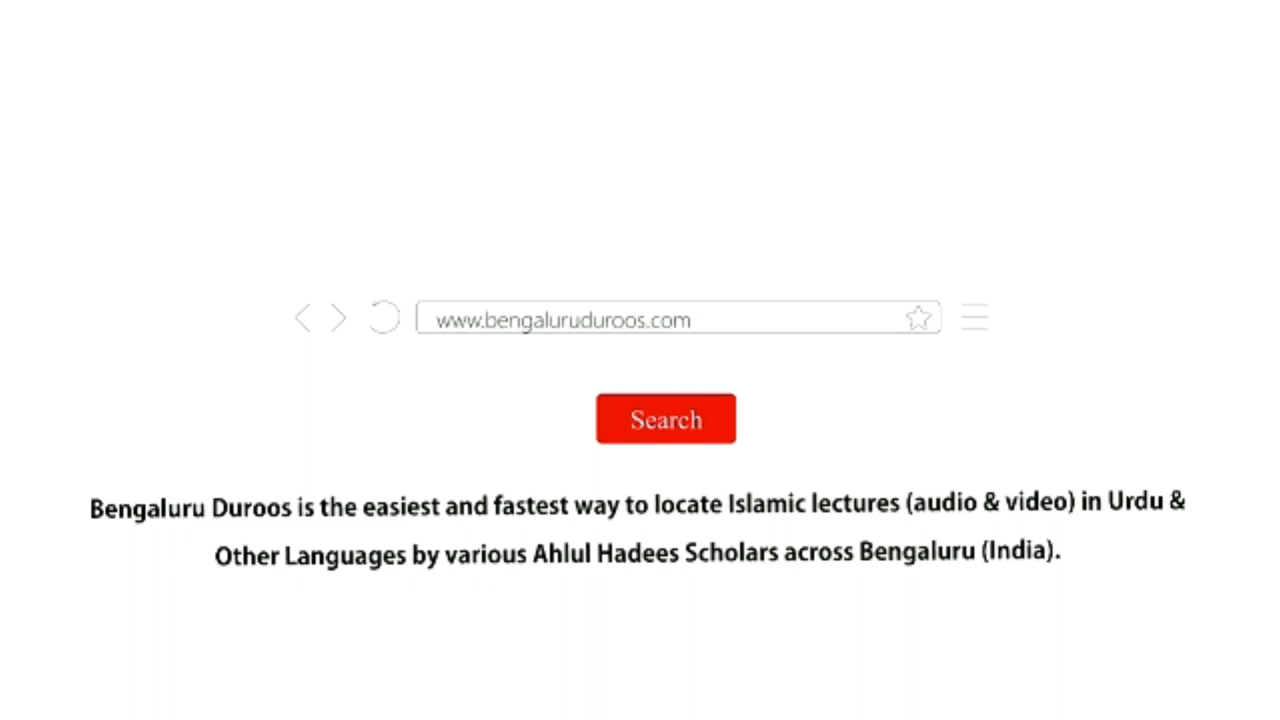 www.bengaluruduroos.com
Search
Bengaluru Duroos is the easiest and fastest way to locate Islamic lectures (audio & video) in Urdu &
Other Languages by various Ahlul Hadees Scholars across Bengaluru (India).